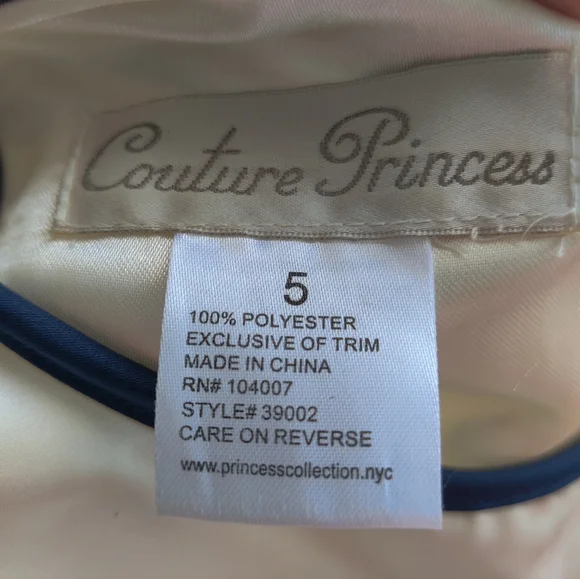 Couture Princess
5
100% POLYESTER
EXCLUSIVE OF TRIM
MADE IN CHINA
RN# 104007
STYLE# 39002
CARE ON REVERSE
www.princesscollection.nyc